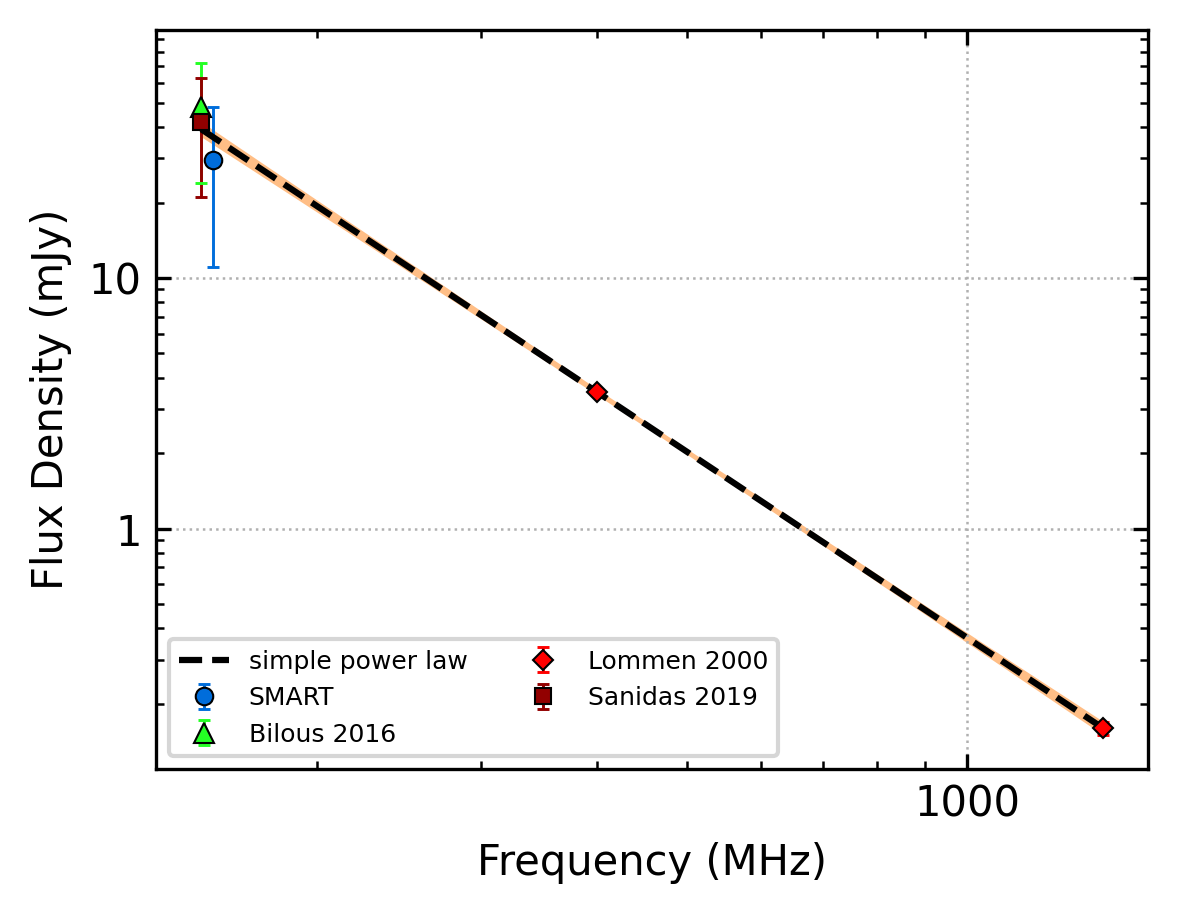 Flux Density (mJy)
10
1
simple power law
SMART
Bilous 2016
Lommen 2000
Sanidas 2019
1000
Frequency (MHz)